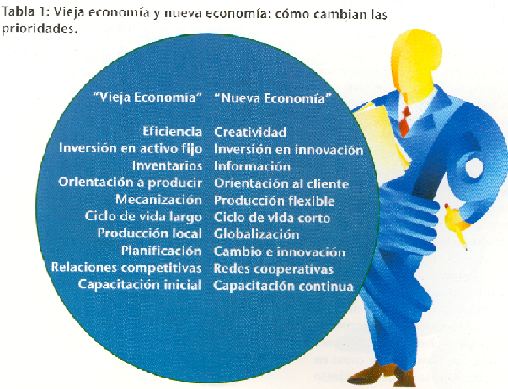 Tabla 1: Vieja economía y nueva economía: cómo cambian las
prioridades.
"Vieja Economía" "Nueva Economía"
Eficiencia Creatividad
Inversión en activo fijo Inversión en innovación
Inventarios Información
Orientación a producir Orientación al cliente
Mecanización Producción flexible
Ciclo de vida largo Ciclo de vida corto
Producción local Globalización
Planificación Cambio e innovación
Relaciones competitivas Redes cooperativas
Capacitación inicial Capacitación continua